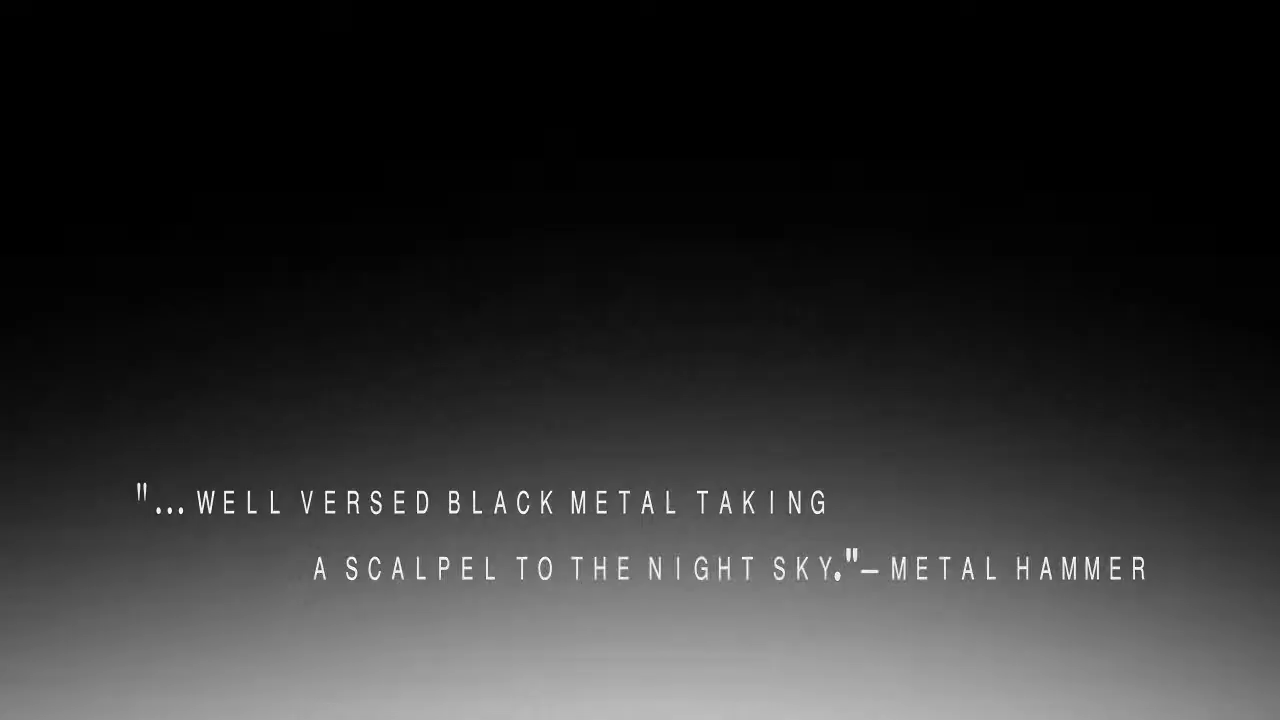 "... WELL VERSED BLACK METAL TAKING
A SCALPEL TO THE NIGHT SKY."– METAL HAMMER